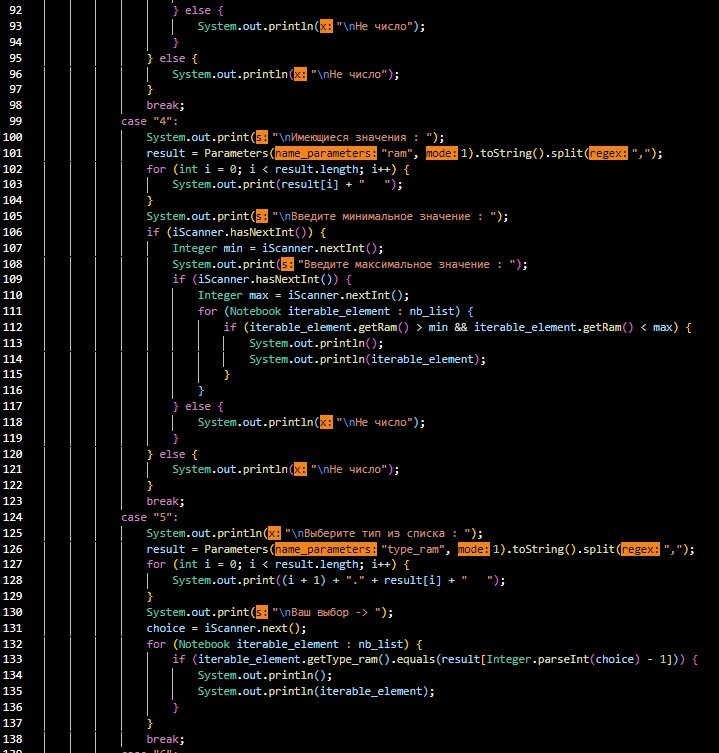 92 } else {
93 System.out.println(x: "\nНе число");
94 }
95 } else {
96 System.out.println(x: "\nНе число");
97 }
98 break;
99 case "4":
100 System.out.print(s: "\nИмеющиеся значения : ");
101 result = Parameters(name_parameters: "ram", mode: 1).toString().split(regex: ",");
102 for (int i = 0; i < result.length; i++) {
103 System.out.print(result[i] + "   ");
104 }
105 System.out.print(s: "\nВведите минимальное значение : ");
106 if (iScanner.hasNextInt()) {
107 Integer min = iScanner.nextInt();
108 System.out.print(s: "Введите максимальное значение : ");
109 if (iScanner.hasNextInt()) {
110 Integer max = iScanner.nextInt();
111 for (Notebook iterable_element : nb_list) {
112 if (iterable_element.getRam() > min && iterable_element.getRam() < max) {
113 System.out.println();
114 System.out.println(iterable_element);
115 }
116 }
117 } else {
118 System.out.println(x: "\nНе число");
119 }
120 } else {
121 System.out.println(x: "\nНе число");
122 }
123 break;
124 case "5":
125 System.out.println(x: "\nВыберите тип из списка : ");
126 result = Parameters(name_parameters: "type_ram", mode: 1).toString().split(regex: ",");
127 for (int i = 0; i < result.length; i++) {
128 System.out.print((i + 1) + "." + result[i] + "   ");
129 }
130 System.out.print(s: "\nВаш выбор -> ");
131 choice = iScanner.next();
132 for (Notebook iterable_element : nb_list) {
133 if (iterable_element.getType_ram().equals(result[Integer.parseInt(choice) - 1])) {
134 System.out.println();
135 System.out.println(iterable_element);
136 }
137 }
138 break;
139 case "6":